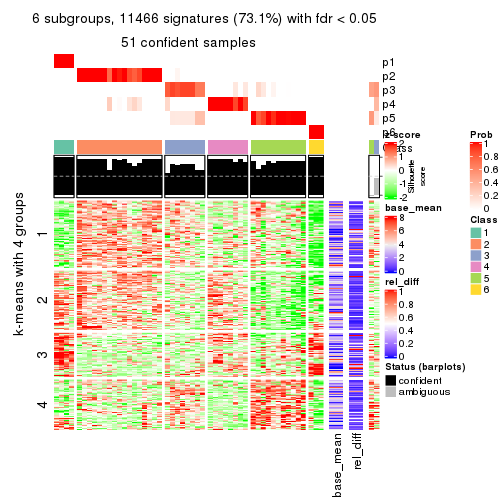 6 subgroups, 11466 signatures (73.1%) with fdr < 0.05
51 confident samples
p1
p2
p3
p4
p5
p6
Class
Silhouette
score
k-means with 4 groups
1
2
3
4
base_mean
rel_diff
z-score
2
1
0
-1
-2
base_mean
8
6
4
2
0
rel_diff
1
0.8
0.6
0.4
0.2
0
Status (barplots)
confident
ambiguous
Prob
1
0.8
0.6
0.4
0.2
0
Class
1
2
3
4
5
6